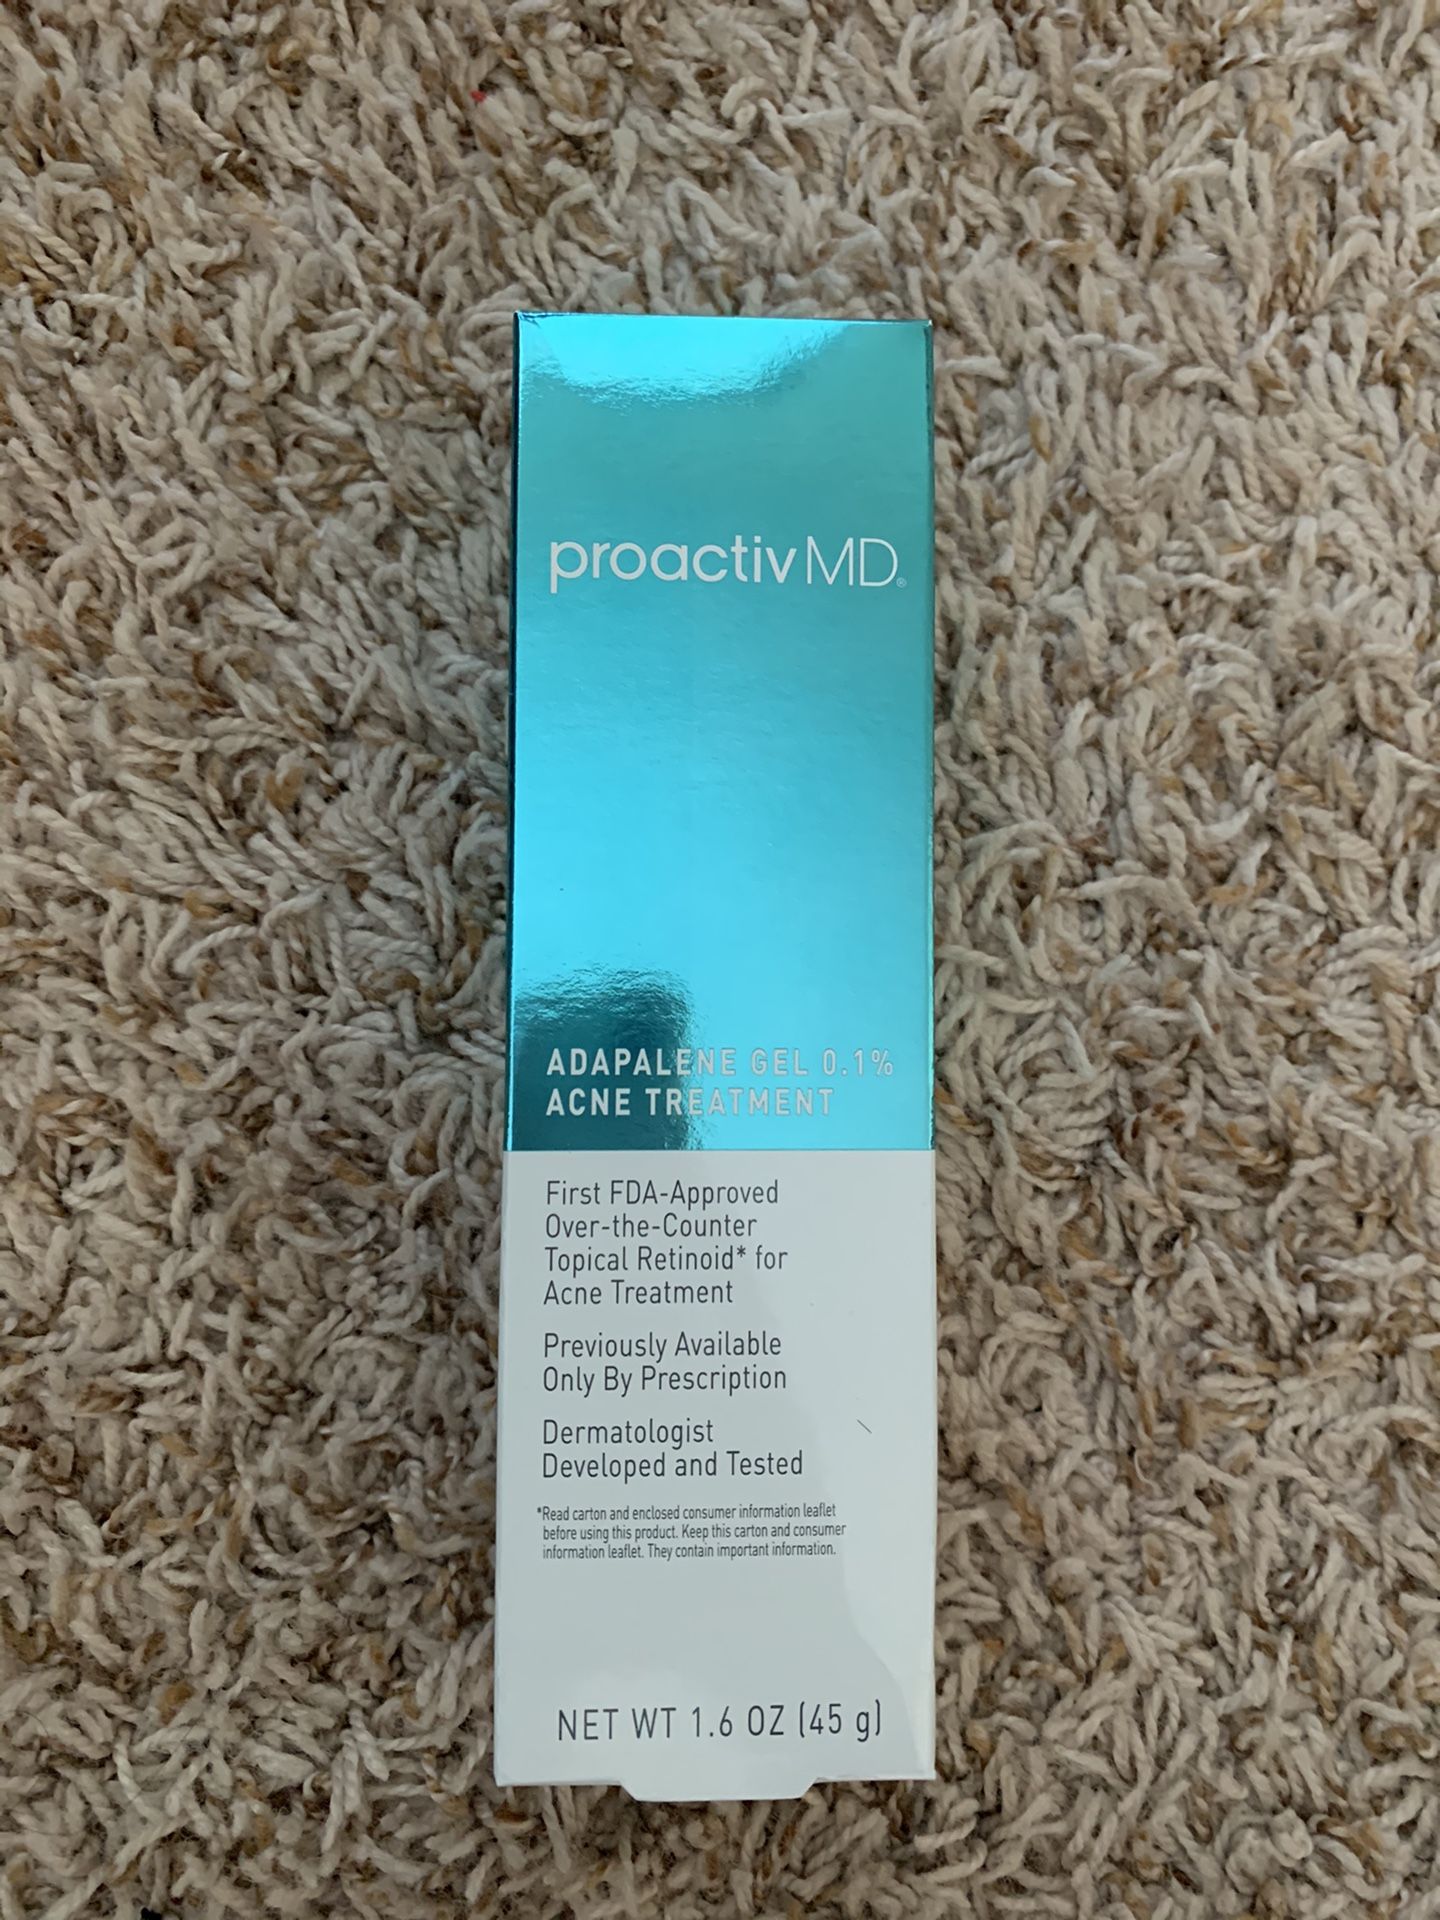 proactivMD®
ADAPALENE GEL 0.1%
ACNE TREATMENT
First FDA-Approved
Over-the-Counter
Topical Retinoid* for
Acne Treatment
Previously Available
Only By Prescription
Dermatologist
Developed and Tested
*Read carton and enclosed consumer information leaflet
before using this product. Keep this carton and consumer
information leaflet. They contain important information.
NET WT 1.6 OZ (45 g)